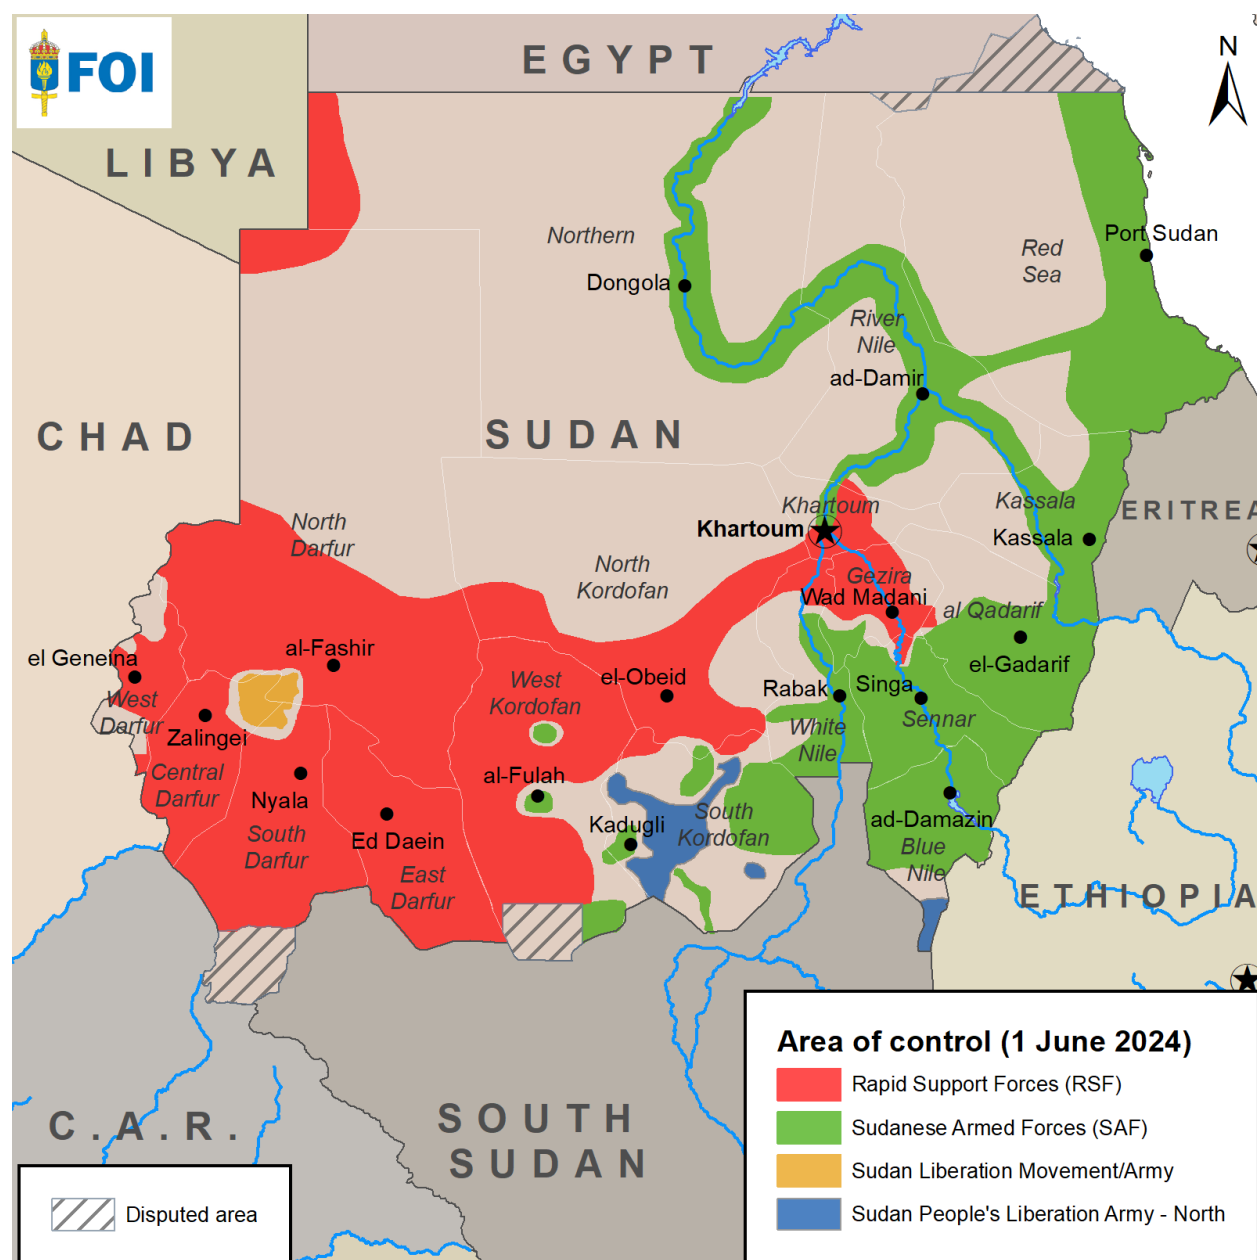 FOI
EGYPT
N
LIBYA
Port Sudan
Northern
Red
Sea
Dongola
River
Nile
ad-Damir
CHAD
SUDAN
Khartoum
Kassala
ERITREA
North
Darfur
Khartoum
Kassala
North
Kordofan
Gezira
Wad Madani
al Qadarif
el Geneina
al-Fashir
el-Gadarif
West
Darfur
West
Kordofan
el-Obeid
Rabak
Singa
Sennar
Zalingei
White
Nile
Central
Darfur
Nyala
al-Fulah
South
Kordofan
ad-Damazin
Kadugli
South
Darfur
Ed Daein
Blue
Nile
East
Darfur
ETHIOPIA
C.A.R.
SOUTH
SUDAN
Area of control (1 June 2024)
Rapid Support Forces (RSF)
Sudanese Armed Forces (SAF)
Sudan Liberation Movement/Army
Sudan People's Liberation Army - North
Disputed area